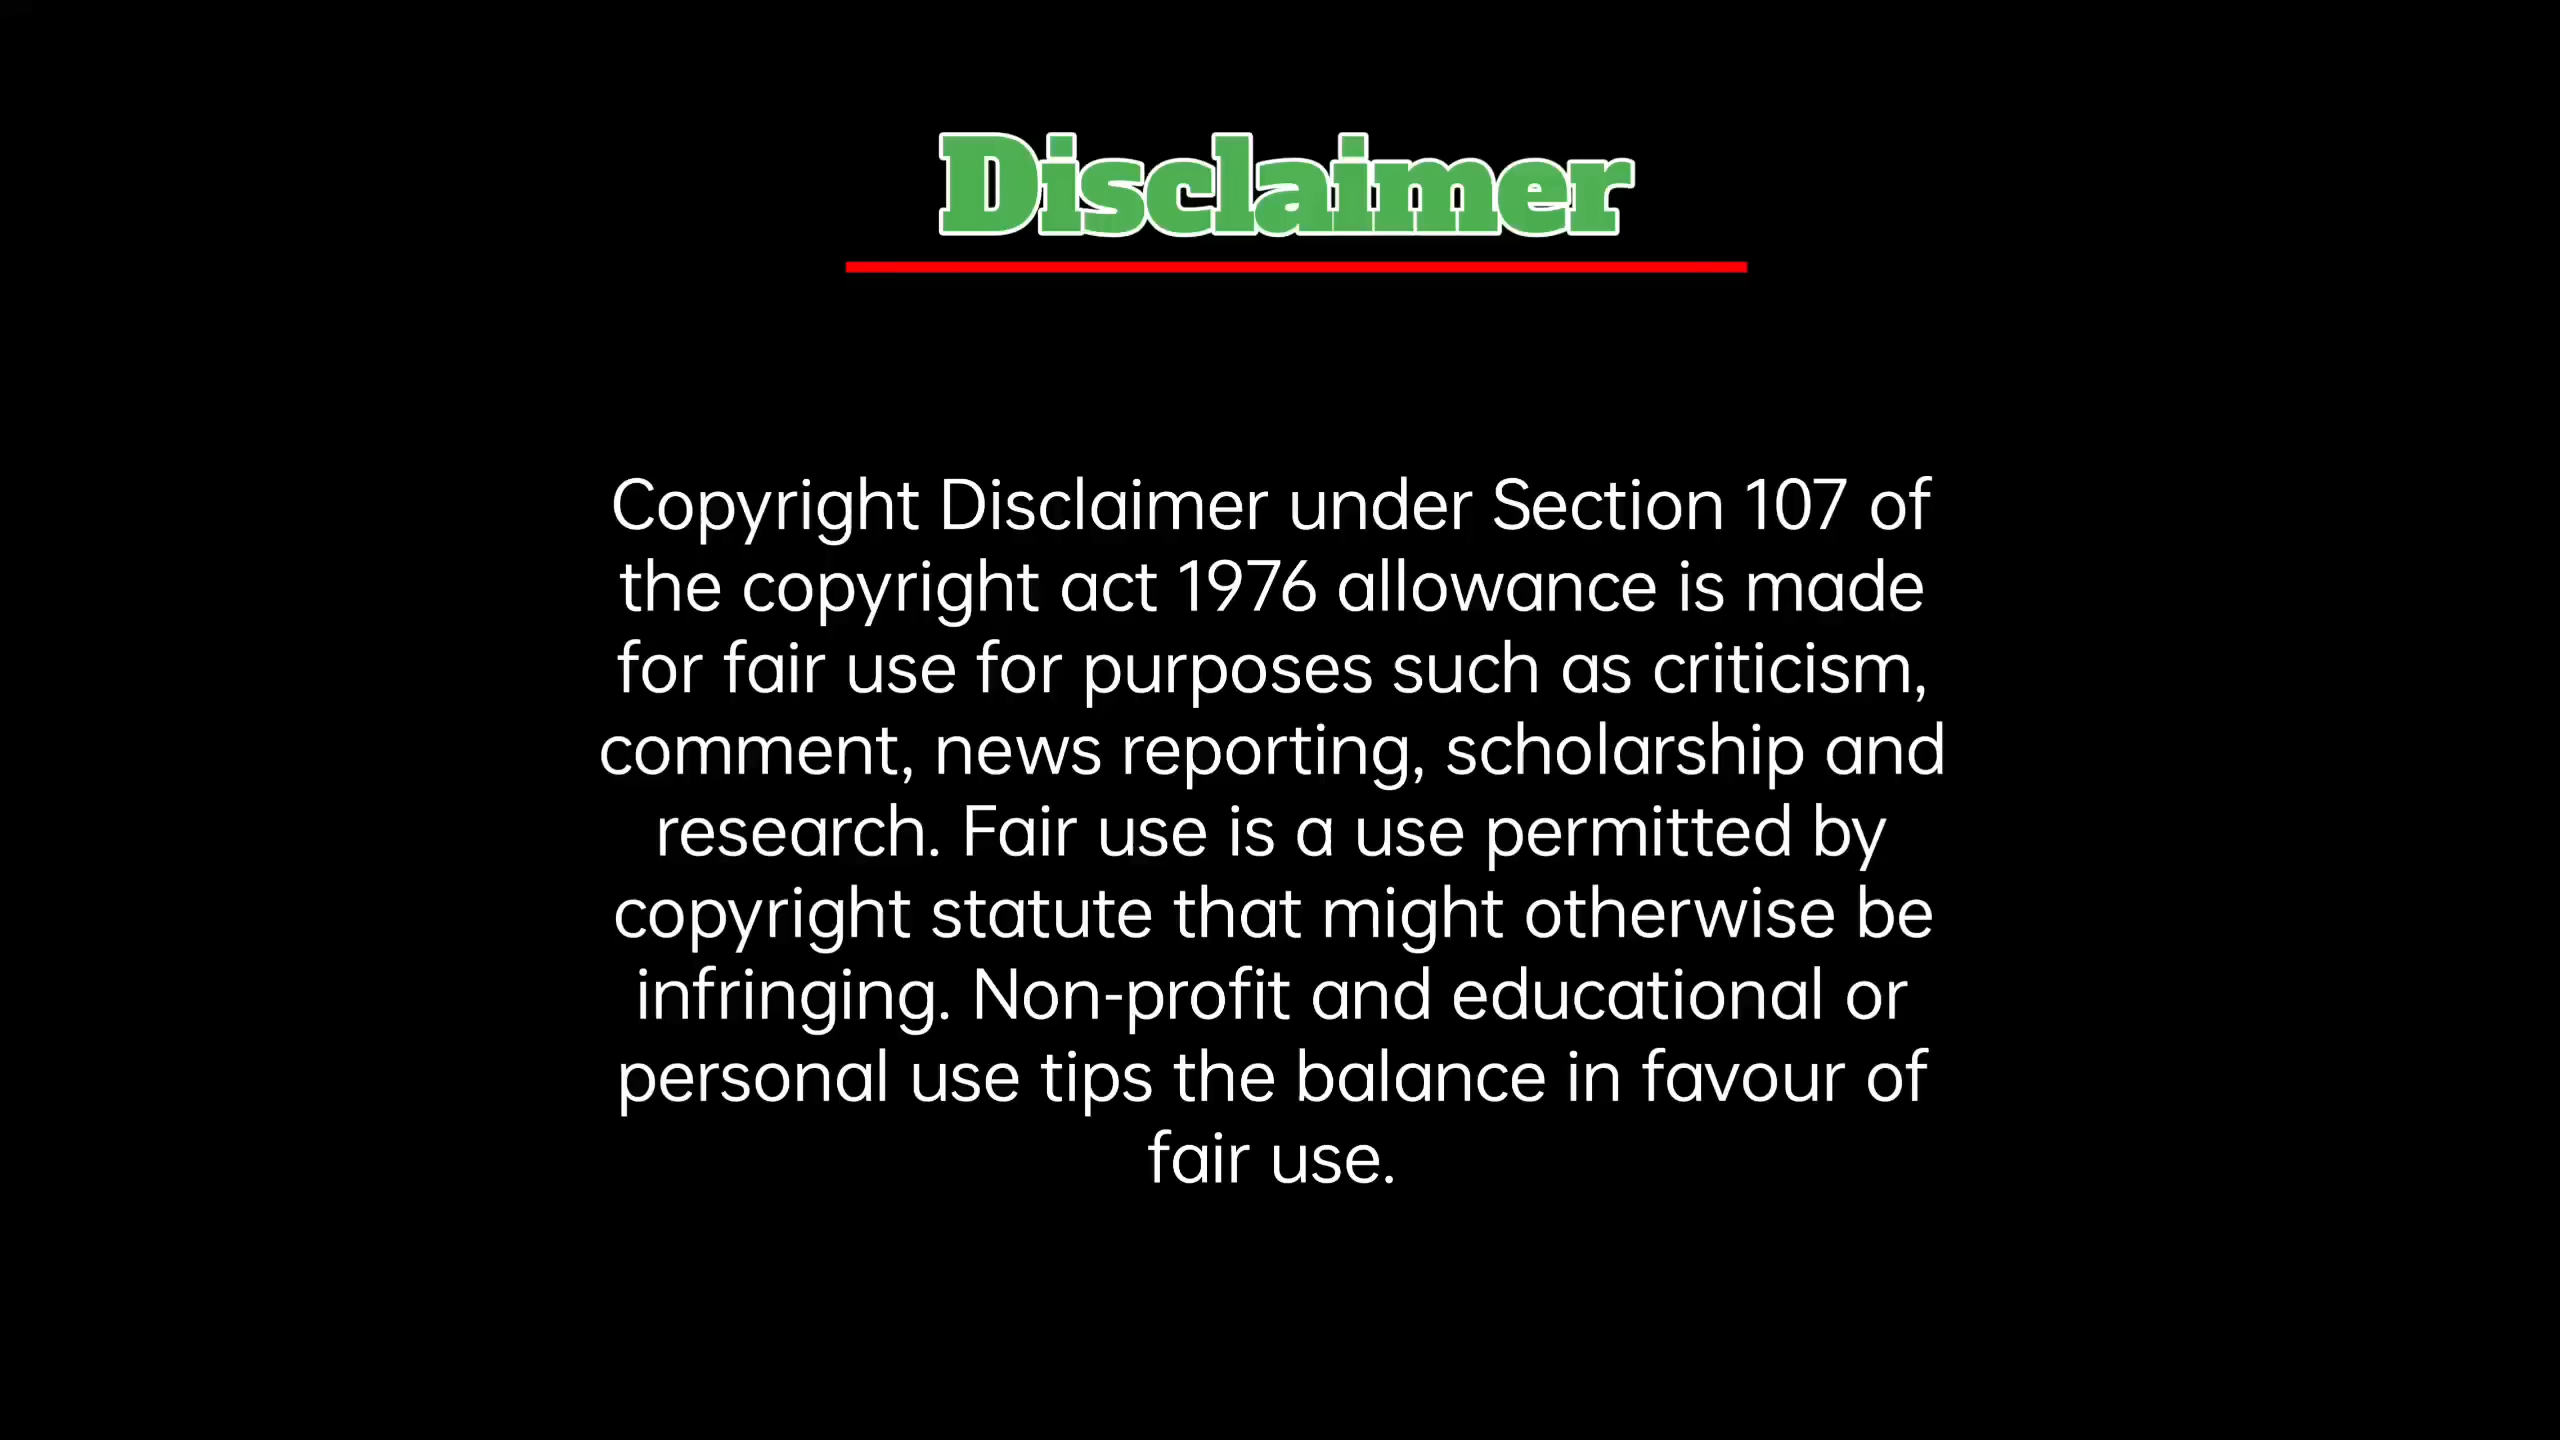 Disclaimer
Copyright Disclaimer under Section 107 of
the copyright act 1976 allowance is made
for fair use for purposes such as criticism,
comment, news reporting, scholarship and
research. Fair use is a use permitted by
copyright statute that might otherwise be
infringing. Non-profit and educational or
personal use tips the balance in favour of
fair use.